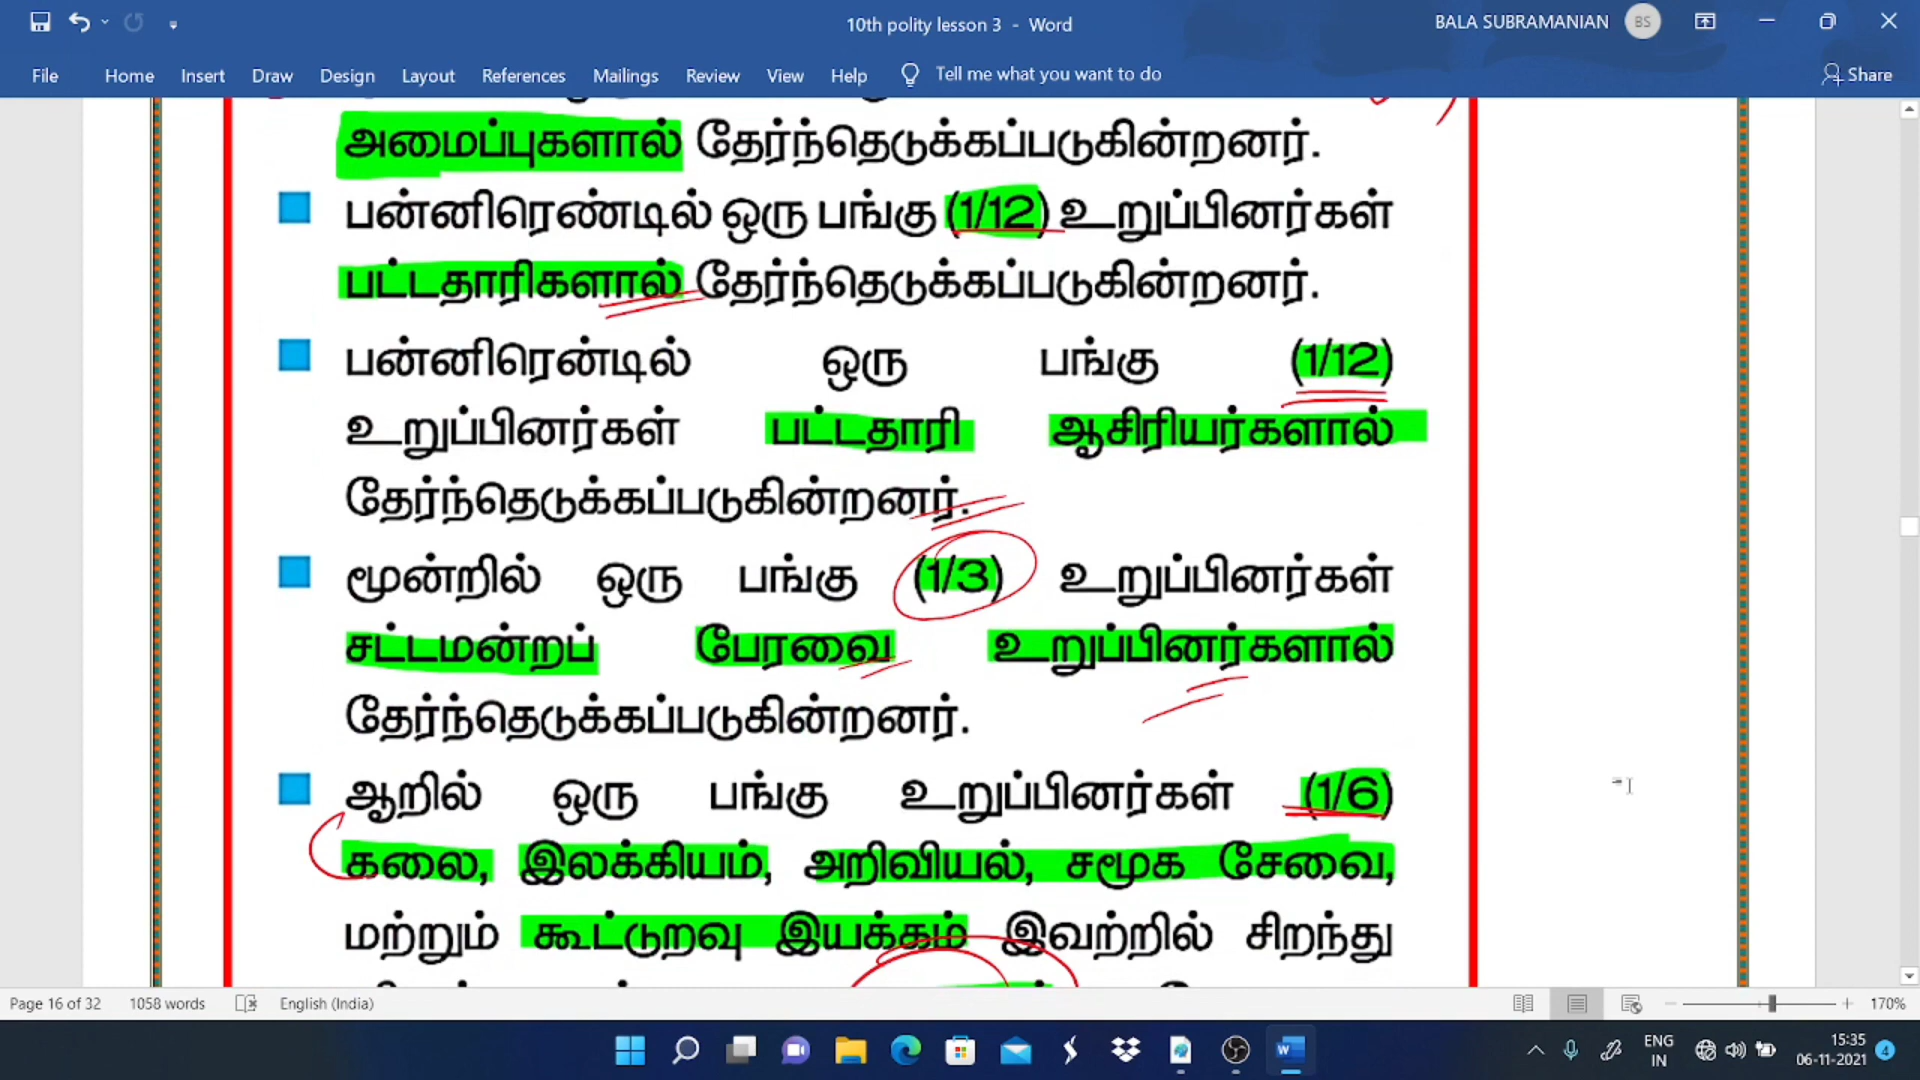 10th polity lesson 3 - Word
BALA SUBRAMANIAN BS
File Home Insert Draw Design Layout References Mailings Review View Help Tell me what you want to do Share
அமைப்புகளால் தேர்ந்தெடுக்கப்படுகின்றனர்.
பன்னிரெண்டில் ஒரு பங்கு (1/12) உறுப்பினர்கள்
பட்டதாரிகளால் தேர்ந்தெடுக்கப்படுகின்றனர்.
பன்னிரென்டில் ஒரு பங்கு (1/12)
உறுப்பினர்கள் பட்டதாரி ஆசிரியர்களால்
தேர்ந்தெடுக்கப்படுகின்றனர்.
மூன்றில் ஒரு பங்கு (1/3) உறுப்பினர்கள்
சட்டமன்றப் பேரவை உறுப்பினர்களால்
தேர்ந்தெடுக்கப்படுகின்றனர்.
ஆறில் ஒரு பங்கு உறுப்பினர்கள் (1/6)
கலை, இலக்கியம், அறிவியல், சமூக சேவை,
மற்றும் கூட்டுறவு இயக்கம் இவற்றில் சிறந்து
Page 16 of 32 1058 words English (India) 170%
ENG
IN
15:35
06-11-2021
4